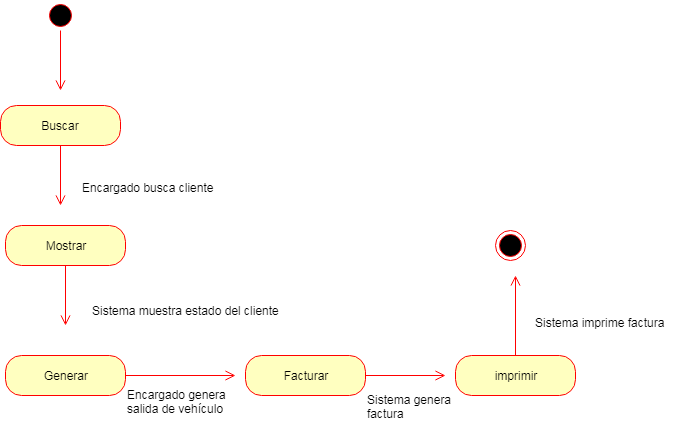 Buscar
Encargado busca cliente
Mostrar
Sistema muestra estado del cliente
Sistema imprime factura
Generar
Encargado genera
salida de vehículo
Facturar
Sistema genera
factura
imprimir